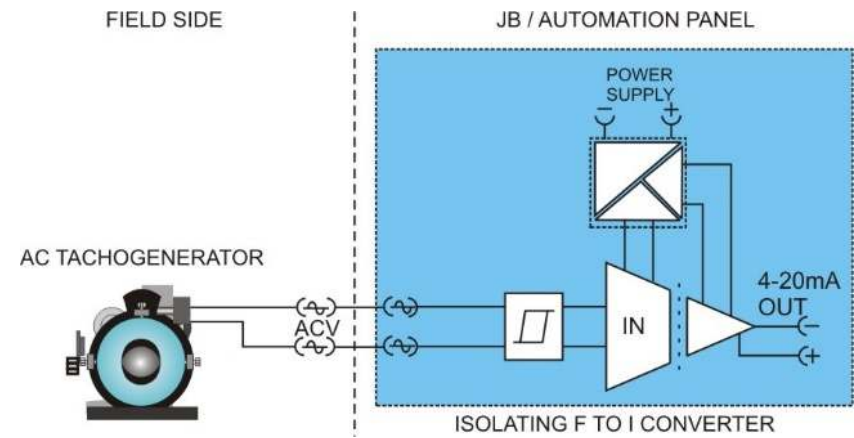 FIELD SIDE
JB / AUTOMATION PANEL
POWER
SUPPLY
− +
AC TACHOGENERATOR
ACV
IN
4-20mA
OUT
−
+
ISOLATING F TO I CONVERTER